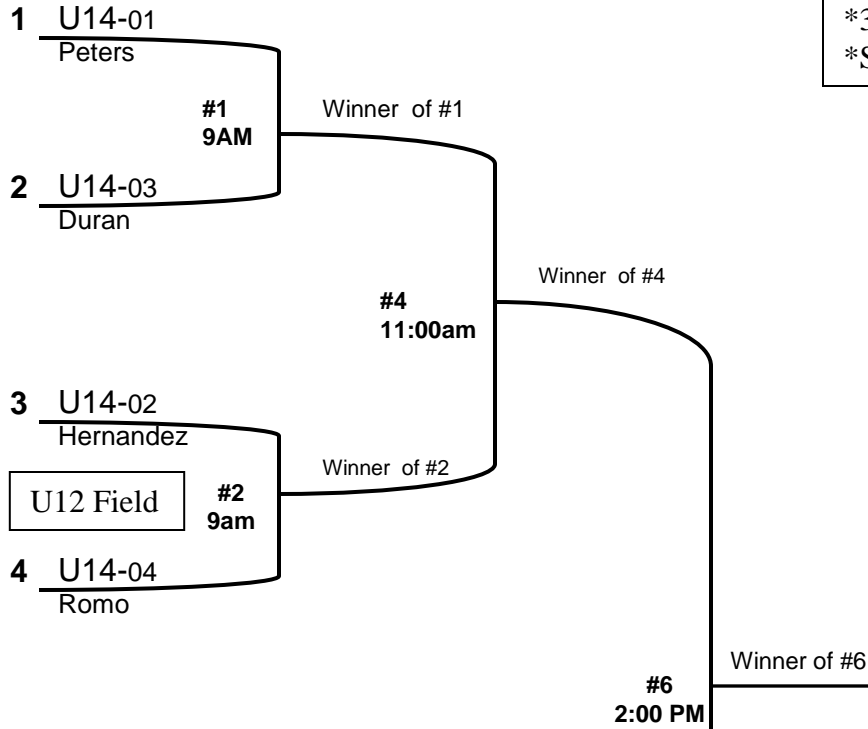 1 U14-01
Peters
*3
*S
#1
9AM
Winner of #1
2 U14-03
Duran
Winner of #4
#4
11:00am
3 U14-02
Hernandez
Winner of #2
U12 Field
#2
9am
4 U14-04
Romo
Winner of #6
#6
2:00 PM